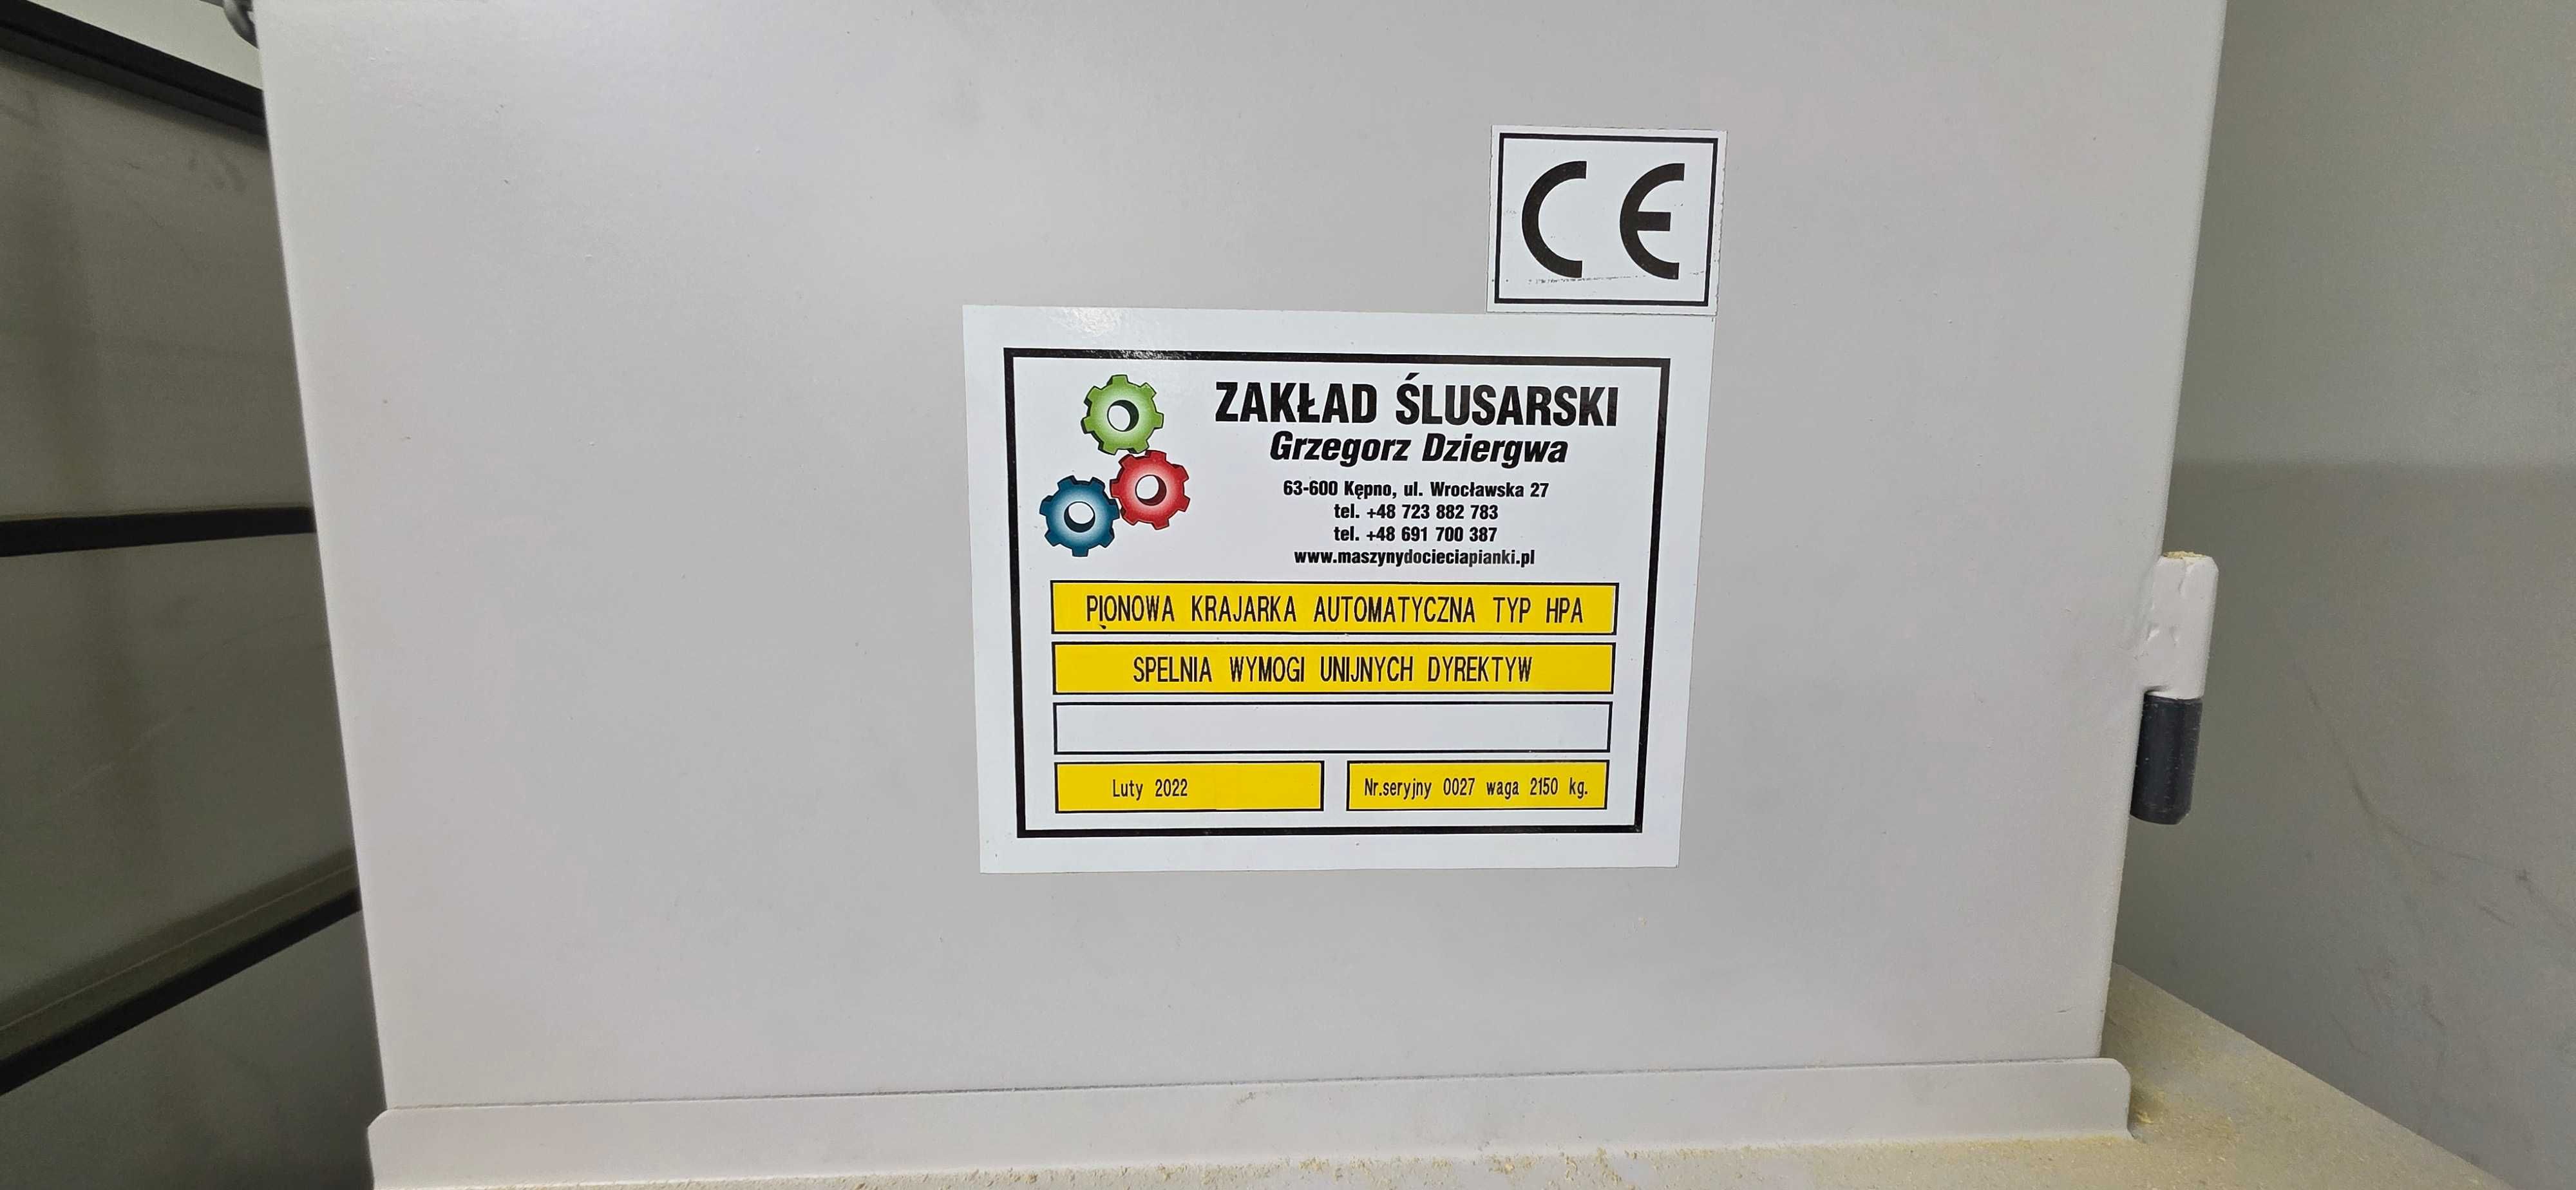 CE
ZAKŁAD ŚLUSARSKI
Grzegorz Dziergwa
63-600 Kępno, ul. Wrocławska 27
tel. +48 723 882 783
tel. +48 691 700 387
www.maszynydocieciapianki.pl
PIONOWA KRAJARKA AUTOMATYCZNA TYP HPA
SPELNIA WYMOGI UNIJNYCH DYREKTYW
Luty 2022
Nr.seryjny 0027 waga 2150 kg.